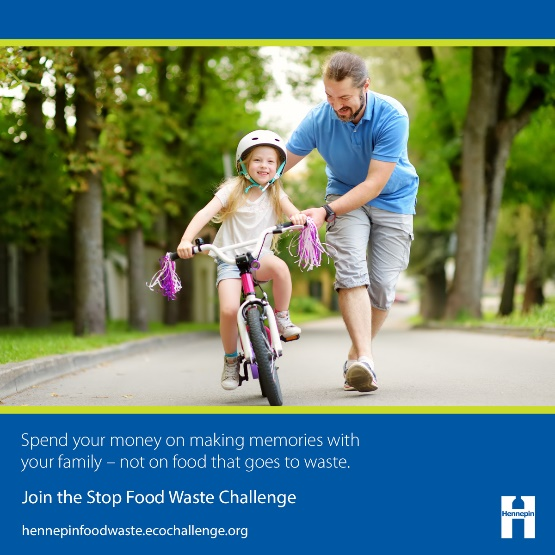 Spend your money on making memories with
your family – not on food that goes to waste.
Join the Stop Food Waste Challenge
hennepinfoodwaste.ecochallenge.org
Hennepin